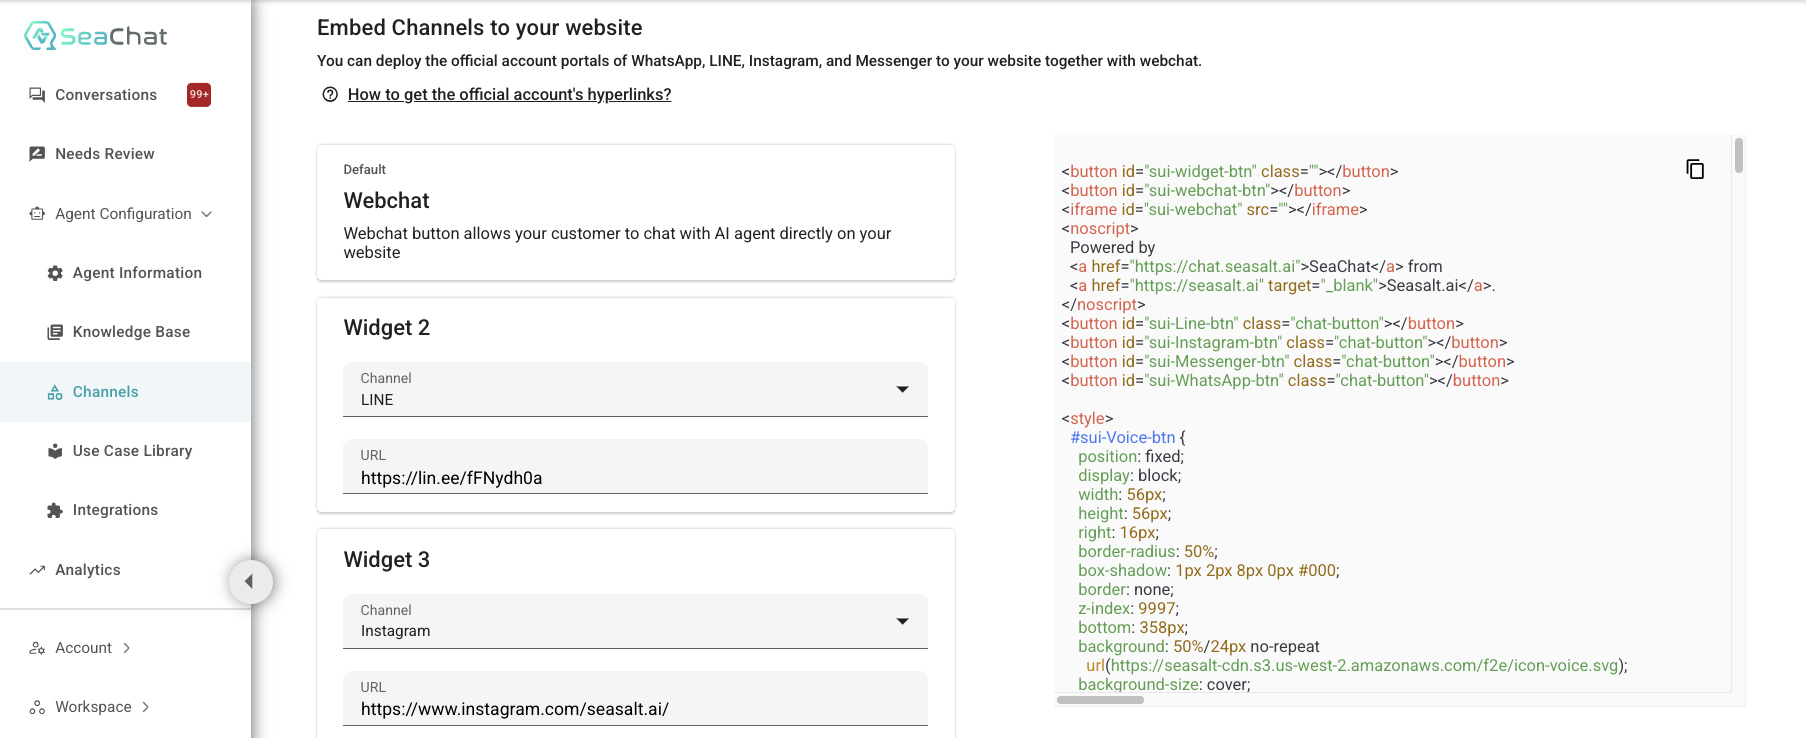 SeaChat
Conversations
99+
Needs Review
Agent Configuration
Agent Information
Knowledge Base
Channels
Use Case Library
Integrations
Analytics
Account
Workspace
Embed Channels to your website
You can deploy the official account portals of WhatsApp, LINE, Instagram, and Messenger to your website together with webchat.
How to get the official account's hyperlinks?
Default
Webchat
Webchat button allows your customer to chat with AI agent directly on your
website
Widget 2
Channel
LINE
URL
https://lin.ee/fFNydh0a
Widget 3
Channel
Instagram
URL
https://www.instagram.com/seasalt.ai/
<button id="sui-widget-btn" class=""></button>
<button id="sui-webchat-btn"></button>
<iframe id="sui-webchat" src=""></iframe>
<noscript>
Powered by
<a href="https://chat.seasalt.ai">SeaChat</a> from
<a href="https://seasalt.ai" target="_blank">Seasalt.ai</a>.
</noscript>
<button id="sui-Line-btn" class="chat-button"></button>
<button id="sui-Instagram-btn" class="chat-button"></button>
<button id="sui-Messenger-btn" class="chat-button"></button>
<button id="sui-WhatsApp-btn" class="chat-button"></button>
<style>
#sui-Voice-btn {
position: fixed;
display: block;
width: 56px;
height: 56px;
right: 16px;
border-radius: 50%;
box-shadow: 1px 2px 8px 0px #000;
border: none;
z-index: 9997;
bottom: 358px;
background: 50%/24px no-repeat
url(https://seasalt-cdn.s3.us-west-2.amazonaws.com/f2e/icon-voice.svg);
background-size: cover;